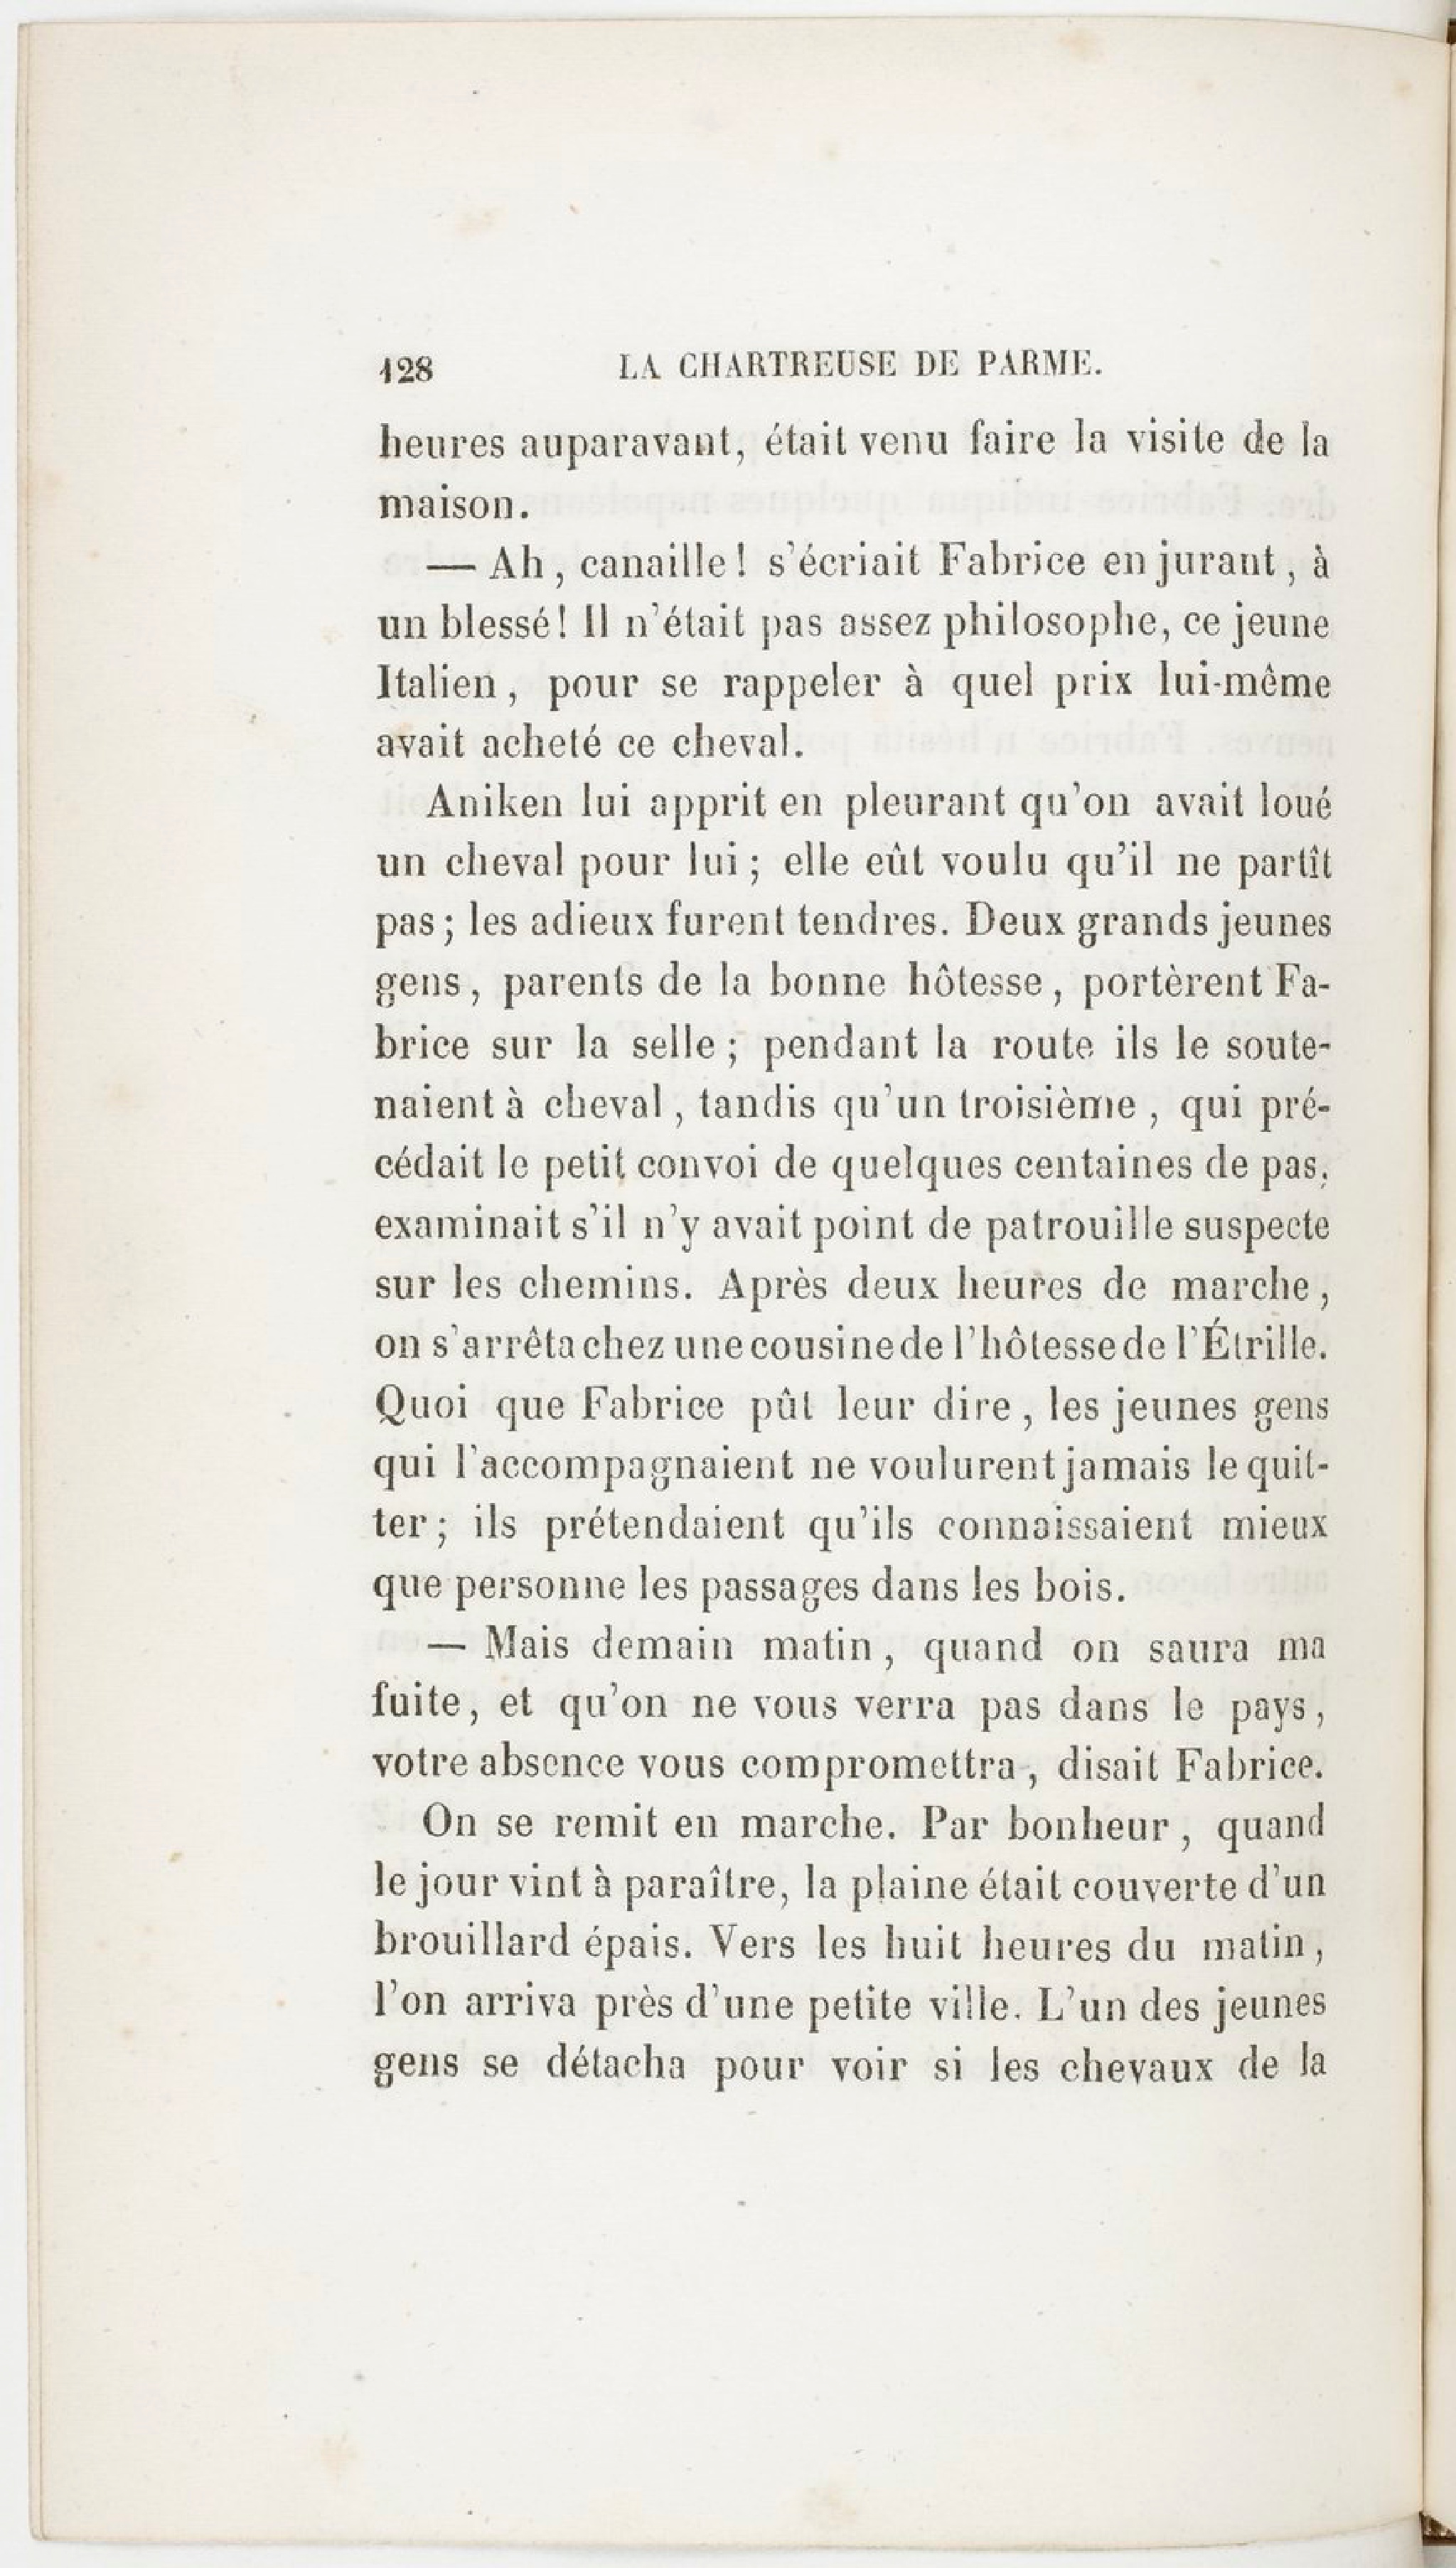 128 LA CHARTREUSE DE PARME.
heures auparavant, était venu faire la visite de la
maison.
— Ah, canaille ! s'écriait Fabrice en jurant, à
un blessé ! Il n'était pas assez philosophe, ce jeune
Italien, pour se rappeler à quel prix lui-même
avait acheté ce cheval.
Aniken lui apprit en pleurant qu'on avait loué
un cheval pour lui ; elle eût voulu qu'il ne partît
pas ; les adieux furent tendres. Deux grands jeunes
gens, parents de la bonne hôtesse, portèrent Fa-
brice sur la selle ; pendant la route ils le soute-
naient à cheval, tandis qu'un troisième, qui pré-
cédait le petit convoi de quelques centaines de pas,
examinait s'il n'y avait point de patrouille suspecte
sur les chemins. Après deux heures de marche,
on s'arrêta chez une cousine de l'hôtesse de l'Étrille.
Quoi que Fabrice pût leur dire, les jeunes gens
qui l'accompagnaient ne voulurent jamais le quit-
ter ; ils prétendaient qu'ils connaissaient mieux
que personne les passages dans les bois.
— Mais demain matin, quand on saura ma
fuite, et qu'on ne vous verra pas dans le pays,
votre absence vous compromettra, disait Fabrice.
On se remit en marche. Par bonheur, quand
le jour vint à paraître, la plaine était couverte d'un
brouillard épais. Vers les huit heures du matin,
l'on arriva près d'une petite ville. L'un des jeunes
gens se détacha pour voir si les chevaux de la